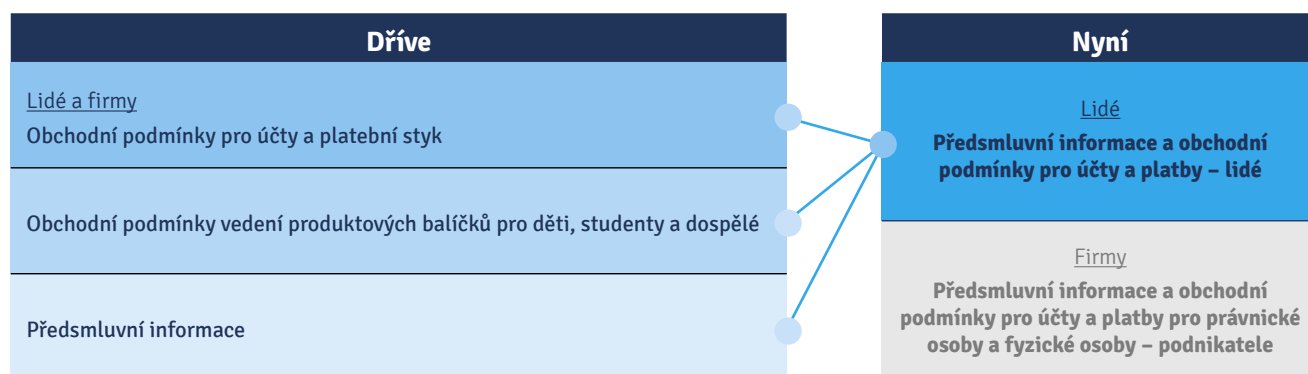 Dříve
Lidé a firmy
Obchodní podmínky pro účty a platební styk
Obchodní podmínky vedení produktových balíčků pro děti, studenty a dospělé
Předsmluvní informace
Nyní
Lidé
Předsmluvní informace a obchodní
podmínky pro účty a platby – lidé
Firmy
Předsmluvní informace a obchodní
podmínky pro účty a platby pro právnické
osoby a fyzické osoby – podnikatele